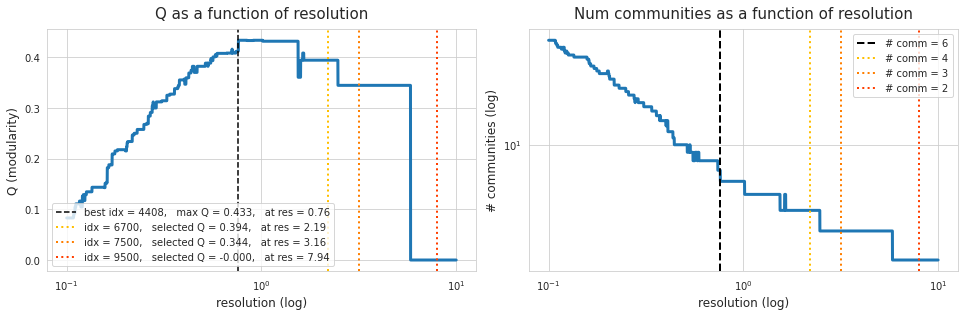 Q as a function of resolution
Q (modularity)
0.4
0.3
0.2
0.1
0.0
best idx = 4408,   max Q = 0.433,   at res = 0.76
idx = 6700,   selected Q = 0.394,   at res = 2.19
idx = 7500,   selected Q = 0.344,   at res = 3.16
idx = 9500,   selected Q = -0.000,   at res = 7.94
10⁻¹
10⁰
10¹
resolution (log)
Num communities as a function of resolution
# communities (log)
10¹
# comm = 6
# comm = 4
# comm = 3
# comm = 2
10⁻¹
10⁰
10¹
resolution (log)